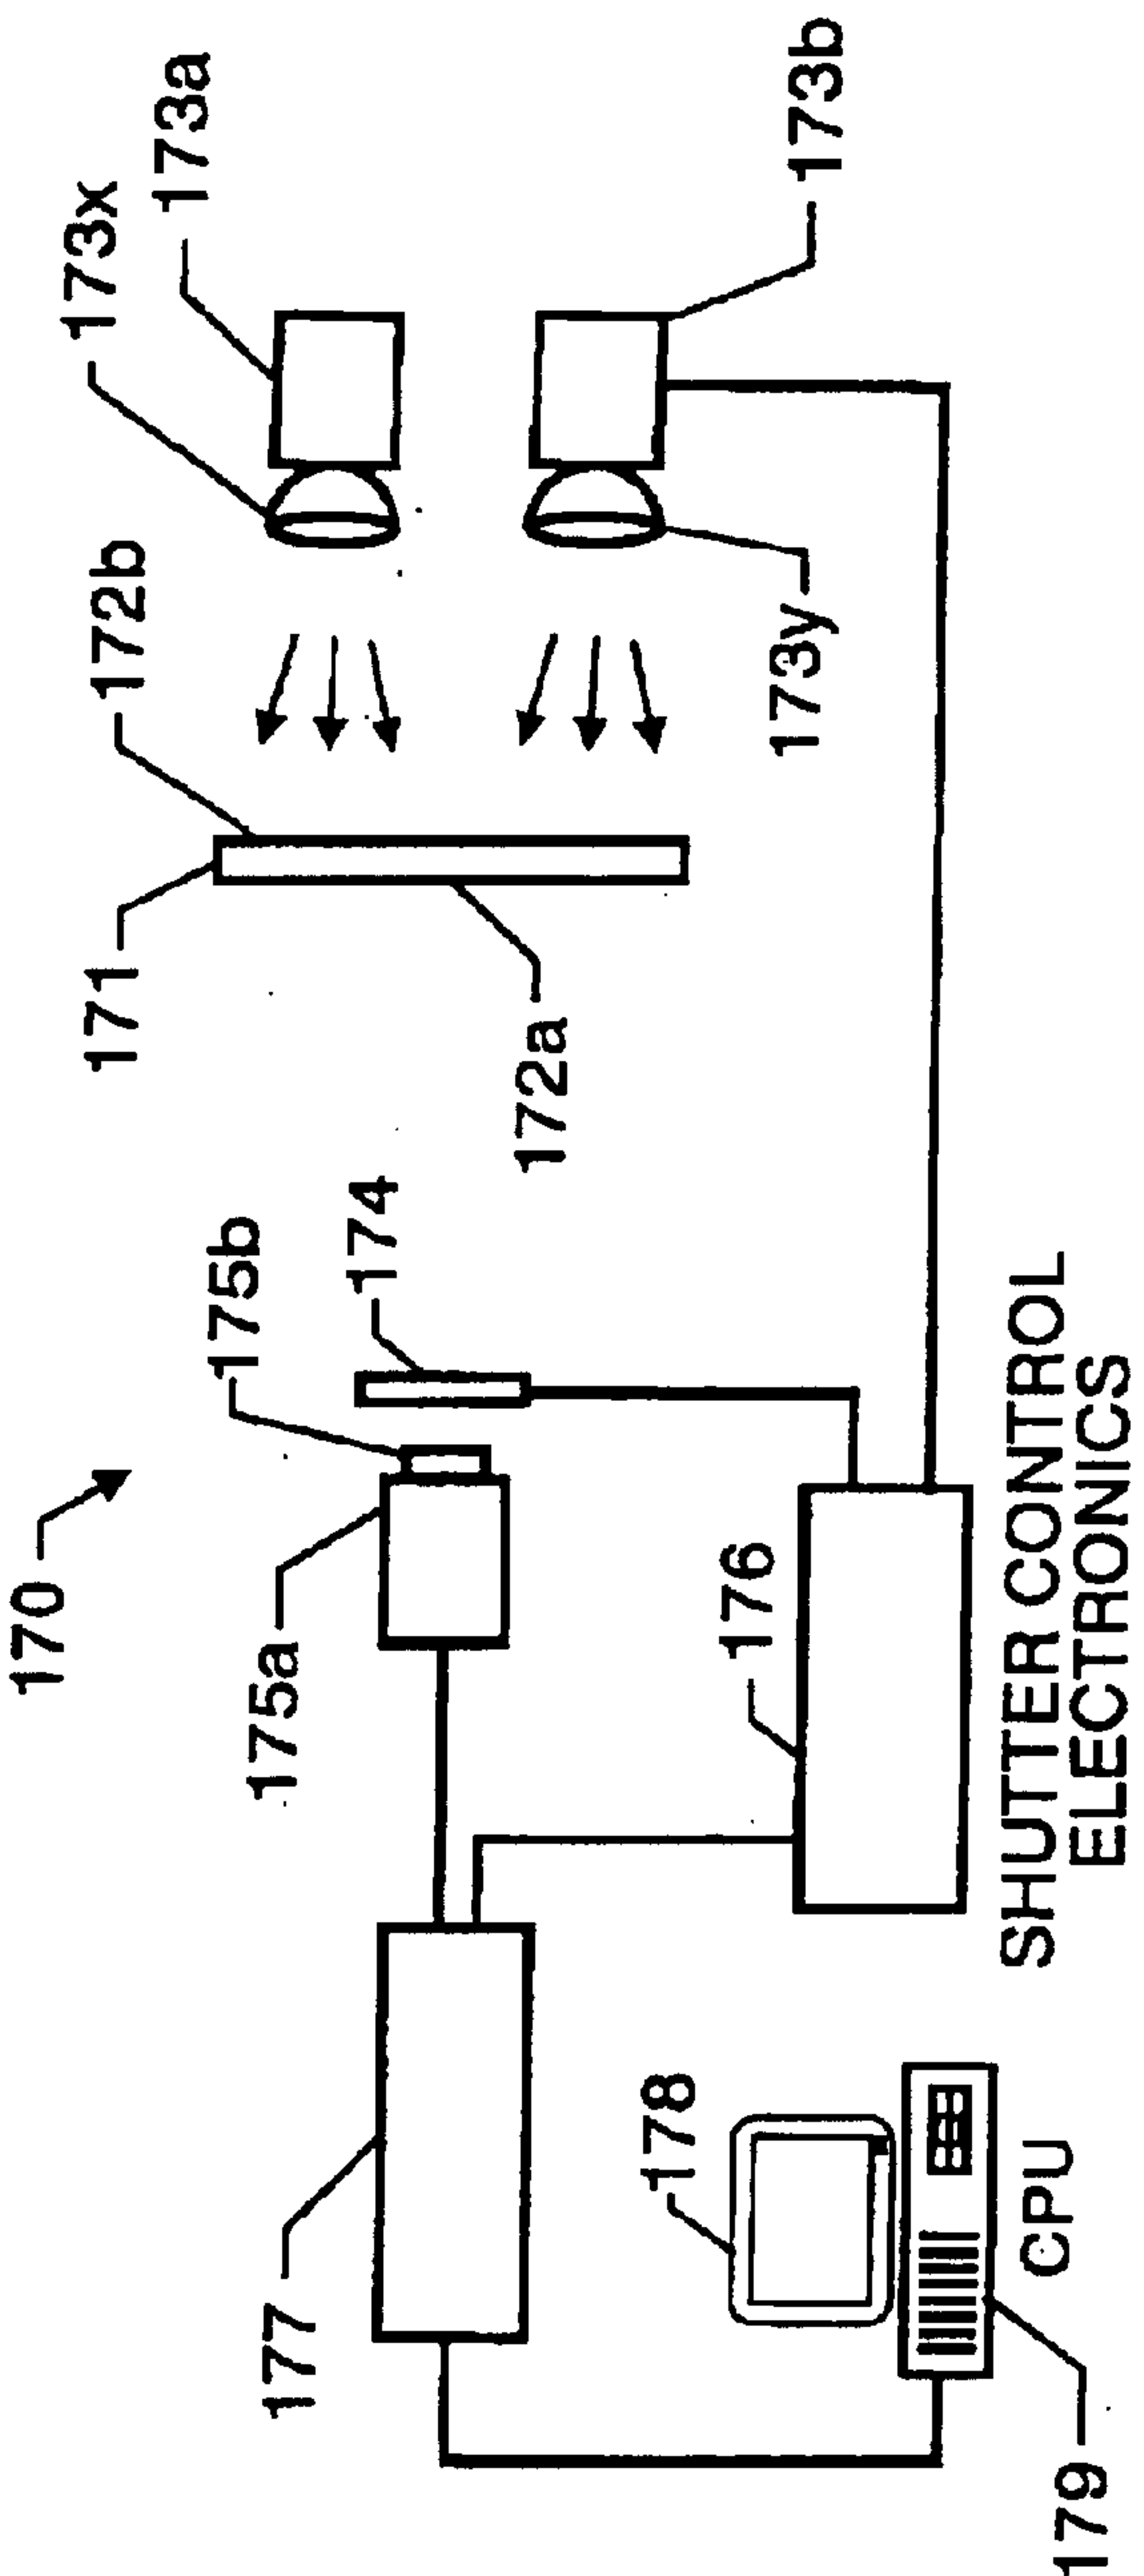 170
171
172b
173x
173a
175b
174
172a
173y
173b
175a
177
176
178
SHUTTER CONTROL
ELECTRONICS
CPU
179